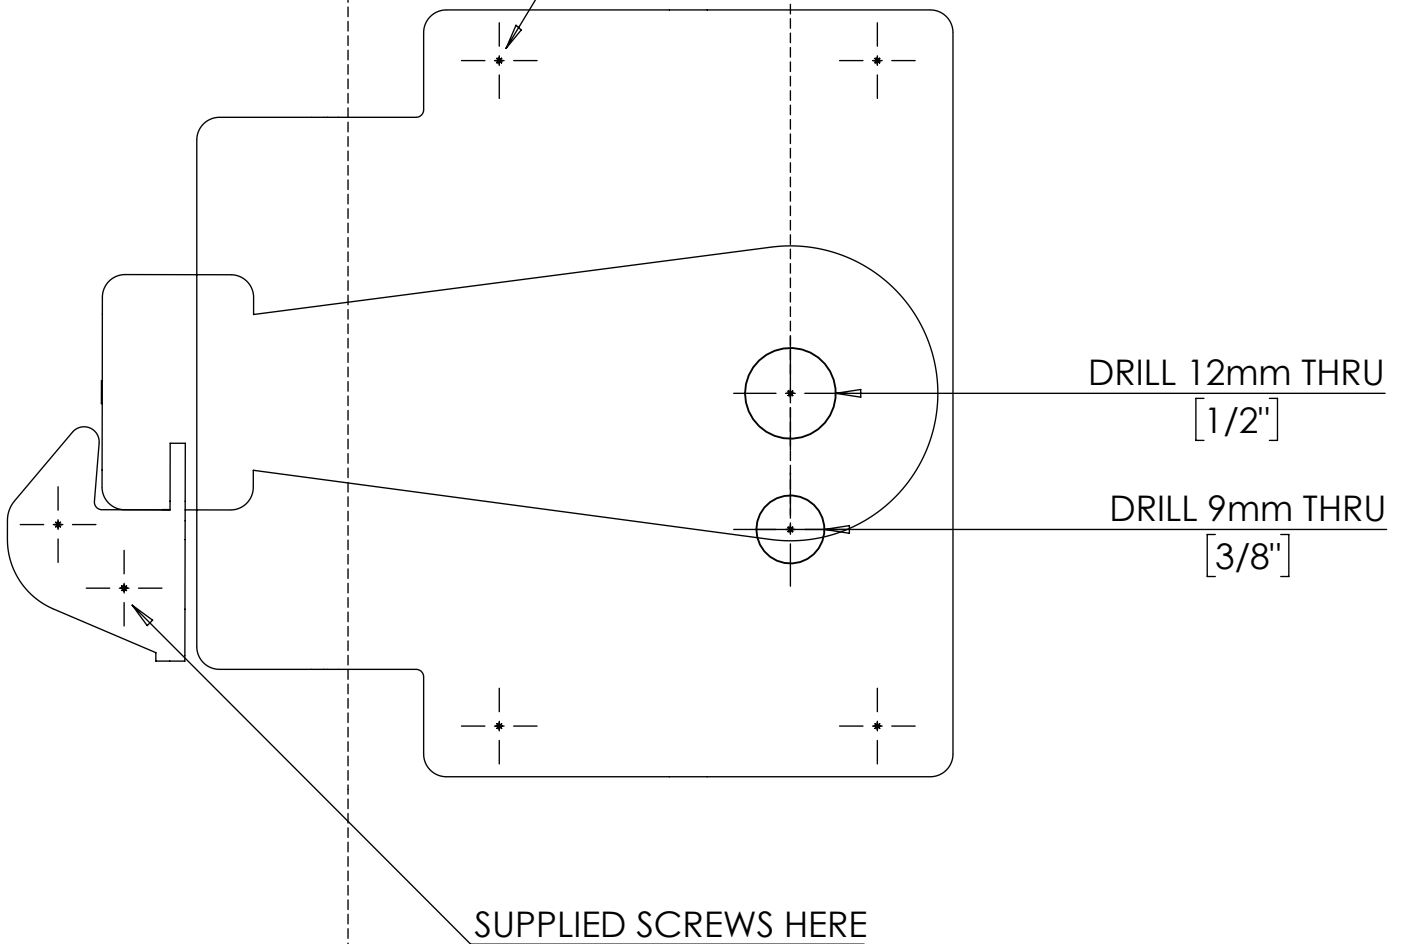 DRILL 12mm THRU
[1/2"]
DRILL 9mm THRU
[3/8"]
SUPPLIED SCREWS HERE